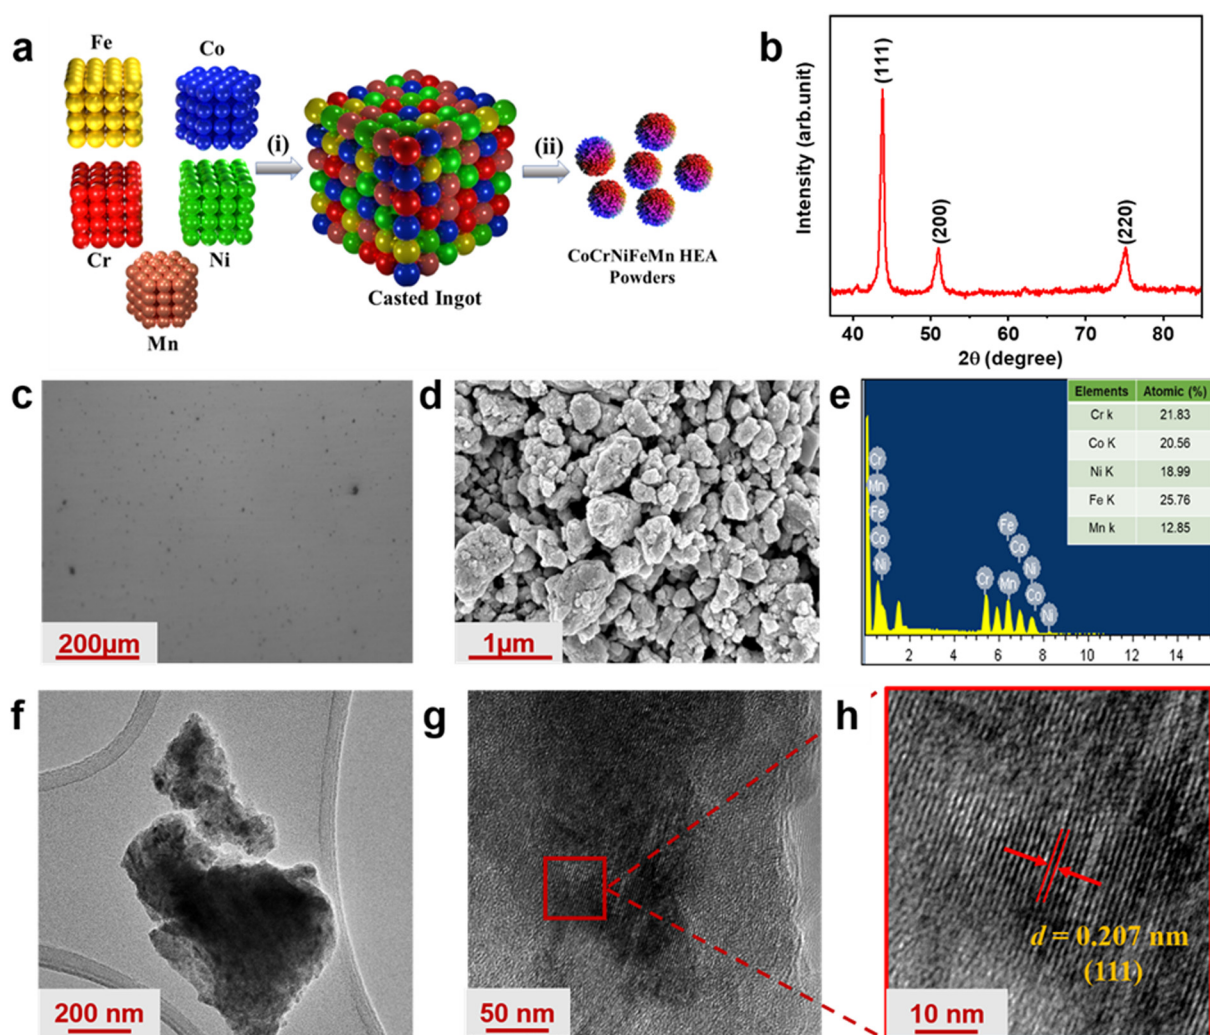 a
Fe
Co
Cr
Ni
Mn
(i)
Casted Ingot
(ii)
CoCrNiFeMn HEA
Powders
b
Intensity (arb.unit)
(111)
(200)
(220)
40 50 60 70 80
2θ (degree)
c
200μm
d
1μm
e
Elements Atomic (%)
Cr k 21.83
Co K 20.56
Ni K 18.99
Fe K 25.76
Mn k 12.85
Cr
Mn
Fe
Co
Ni
Cr
Mn
Fe
Co
Ni
Co
Ni
2 4 6 8 10 12 14
f
200 nm
g
50 nm
h
d = 0.207 nm
(111)
10 nm